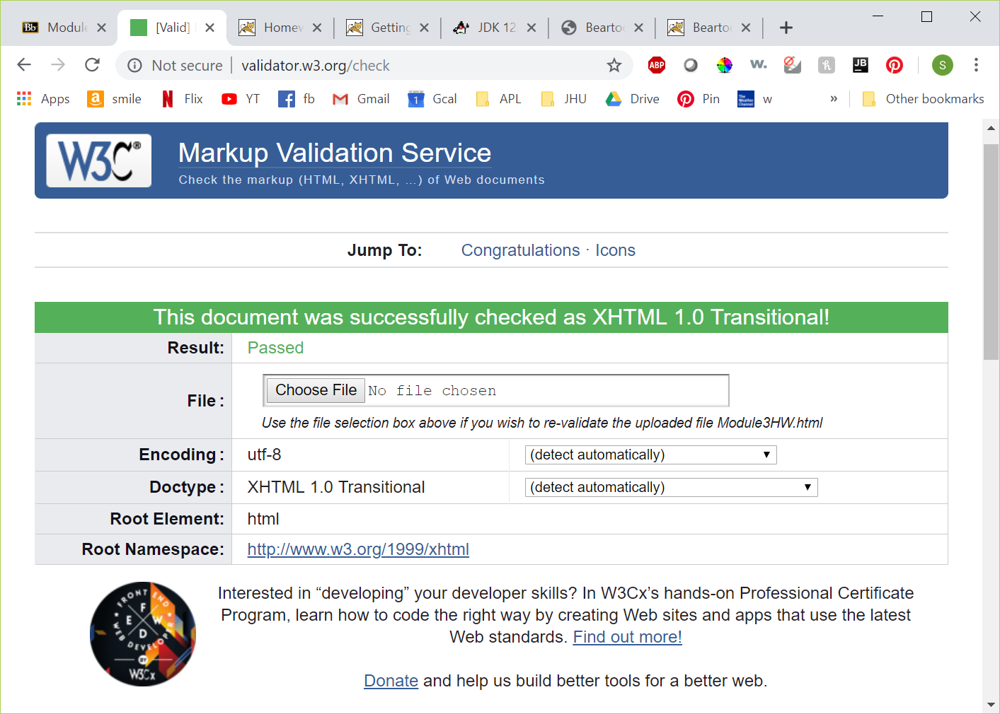 Bb Module
[Valid]
Homew
Getting
JDK 12
Bearto
Bearto
Not secure validator.w3.org/check
ABP
w.
h
JB
S
Apps
a smile
Flix
YT
fb
Gmail
1 Gcal
APL
JHU
Drive
Pin
The Weather Channel w
» Other bookmarks
W3C® Markup Validation Service
Check the markup (HTML, XHTML, …) of Web documents
Jump To: Congratulations · Icons
This document was successfully checked as XHTML 1.0 Transitional!
Result: Passed
File : Choose File No file chosen
Use the file selection box above if you wish to re-validate the uploaded file Module3HW.html
Encoding : utf-8 (detect automatically)
Doctype : XHTML 1.0 Transitional (detect automatically)
Root Element: html
Root Namespace: http://www.w3.org/1999/xhtml
FRONT END
F E W D
WEB DEVELOPER
W3Cx
Interested in “developing” your developer skills? In W3Cx’s hands-on Professional Certificate
Program, learn how to code the right way by creating Web sites and apps that use the latest
Web standards. Find out more!
Donate and help us build better tools for a better web.